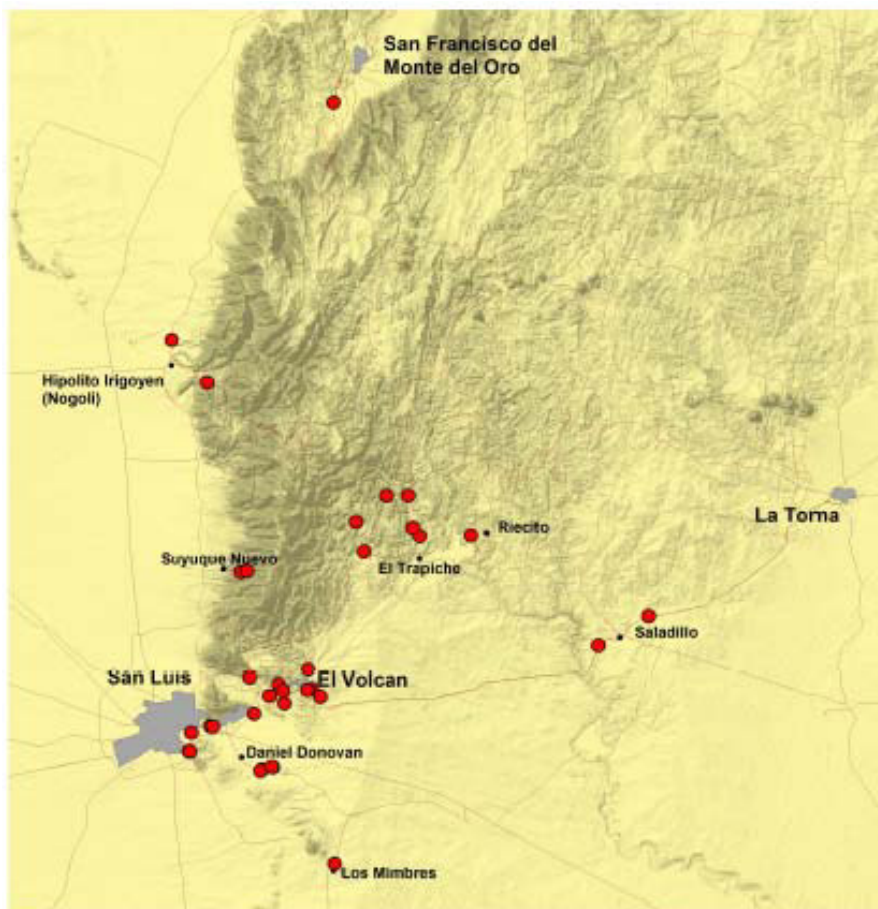 San Francisco del
Monte del Oro
Hipolito Irigoyen
(Nogoli)
La Toma
Riecito
El Trapiche
Suyuque Nuevo
Saladillo
San Luis
El Volcan
Daniel Donovan
Los Mimbres